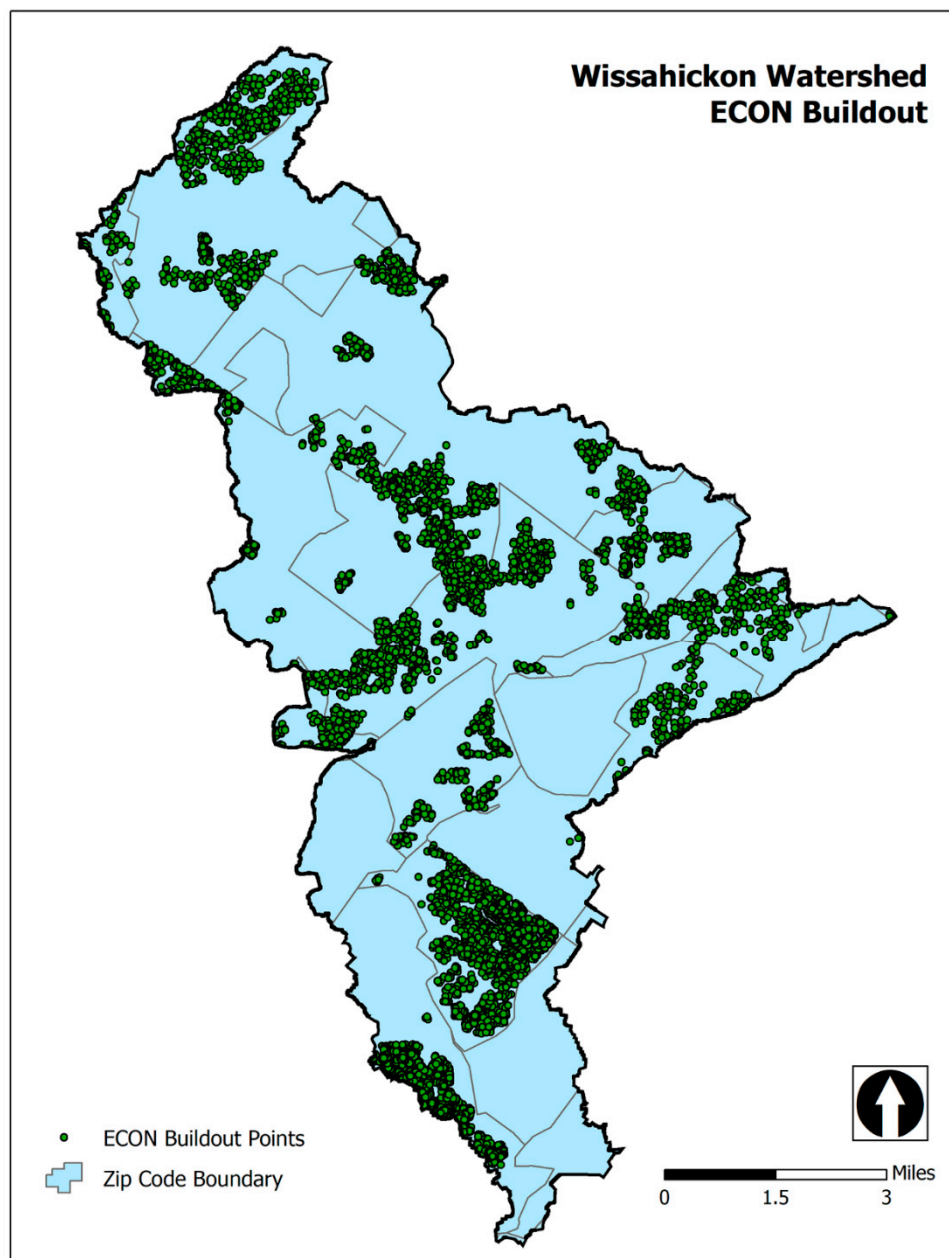 Wissahickon Watershed
ECON Buildout
ECON Buildout Points
Zip Code Boundary
Miles
0 1.5 3